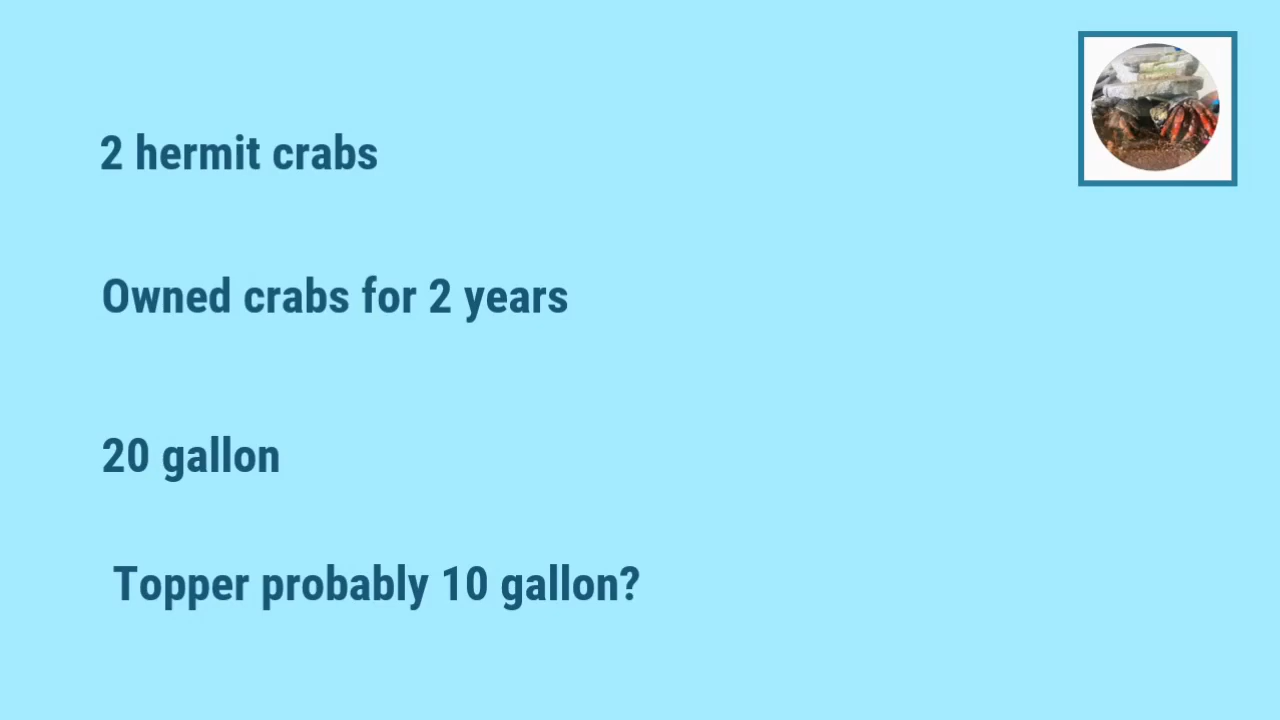 2 hermit crabs
Owned crabs for 2 years
20 gallon
Topper probably 10 gallon?